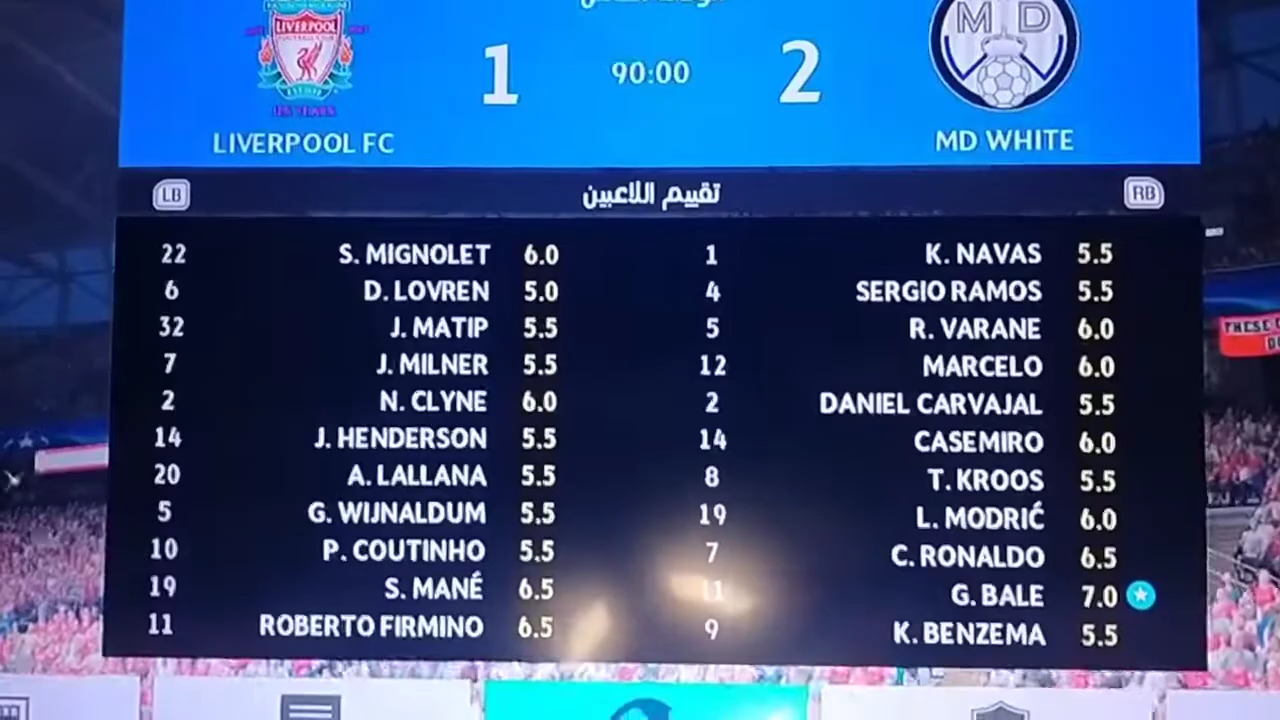 LIVERPOOL
MD
1
90:00
2
LIVERPOOL FC
MD WHITE
LB
تقييم اللاعبين
RB
22 S. MIGNOLET 6.0 1 K. NAVAS 5.5
6 D. LOVREN 5.0 4 SERGIO RAMOS 5.5
32 J. MATIP 5.5 5 R. VARANE 6.0
7 J. MILNER 5.5 12 MARCELO 6.0
2 N. CLYNE 6.0 2 DANIEL CARVAJAL 5.5
14 J. HENDERSON 5.5 14 CASEMIRO 6.0
20 A. LALLANA 5.5 8 T. KROOS 5.5
5 G. WIJNALDUM 5.5 19 L. MODRIĆ 6.0
10 P. COUTINHO 5.5 7 C. RONALDO 6.5
19 S. MANÉ 6.5 11 G. BALE 7.0
11 ROBERTO FIRMINO 6.5 9 K. BENZEMA 5.5
THESE